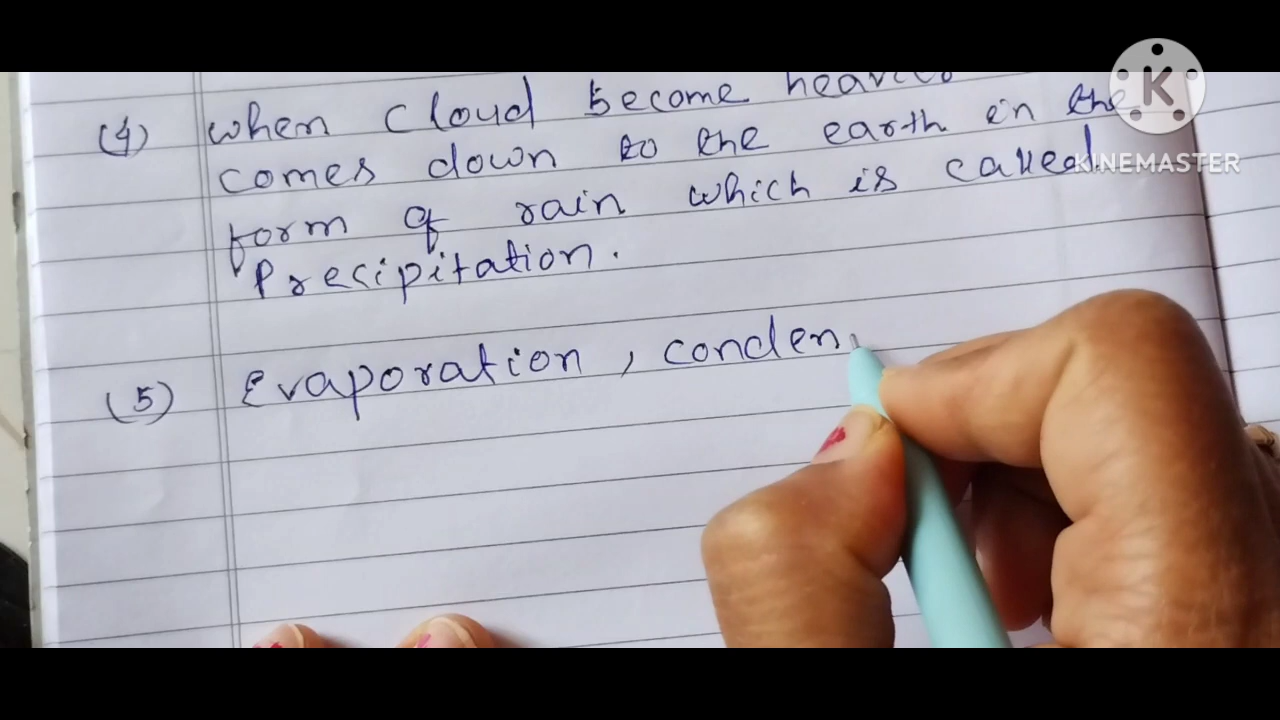 (4) when cloud become
comes down to the earth in the
form of rain which is called
Precipitation.
(5) Evaporation, conden
K
KINEMASTER